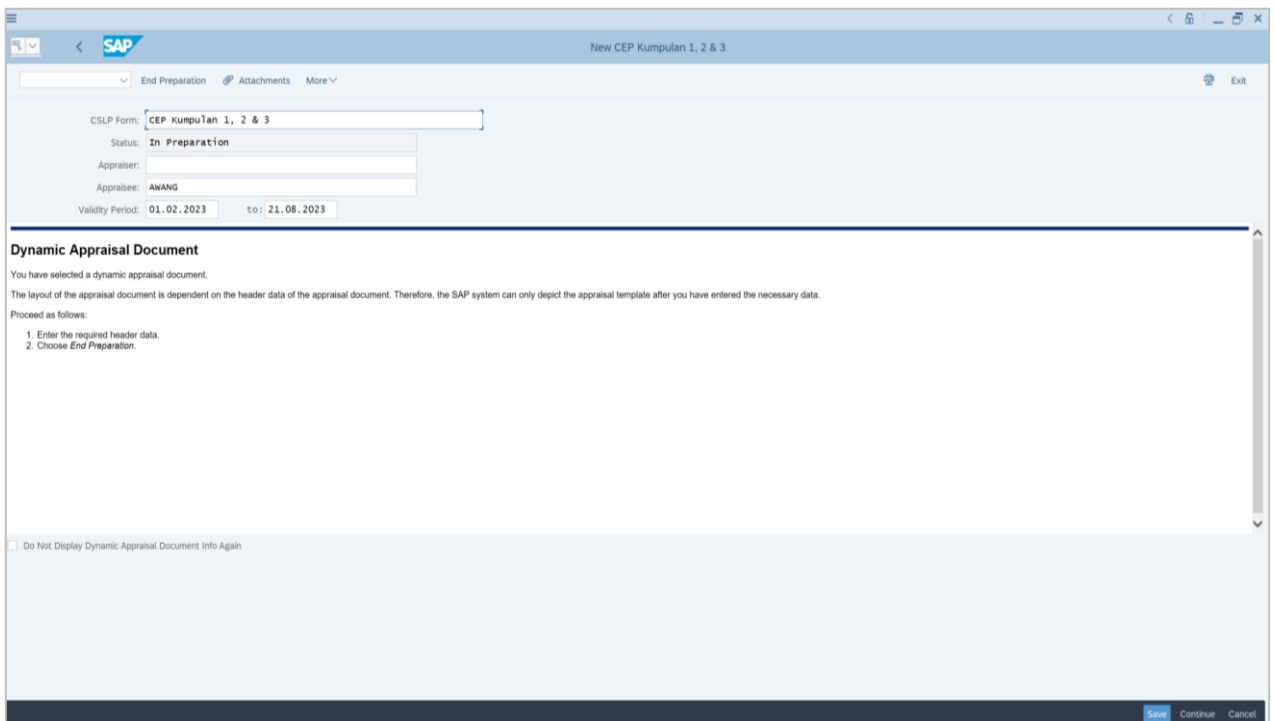 SAP
New CEP Kumpulan 1, 2 & 3
End Preparation Attachments More Exit
CSLP Form: CEP Kumpulan 1, 2 & 3
Status: In Preparation
Appraiser:
Appraisee: AWANG
Validity Period: 01.02.2023 to: 21.08.2023
Dynamic Appraisal Document
You have selected a dynamic appraisal document.
The layout of the appraisal document is dependent on the header data of the appraisal document. Therefore, the SAP system can only depict the appraisal template after you have entered the necessary data.
Proceed as follows:
1. Enter the required header data.
2. Choose End Preparation.
Do Not Display Dynamic Appraisal Document Info Again
Save Continue Cancel